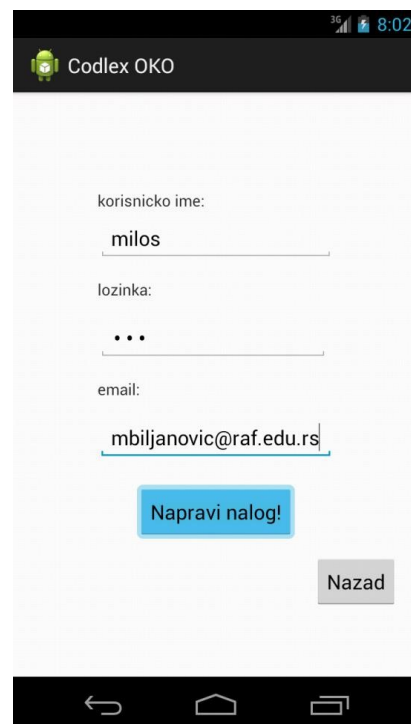 3G 8:02
Codlex OKO
korisnicko ime:
milos
lozinka:
•••
email:
mbiljanovic@raf.edu.rs
Napravi nalog!
Nazad